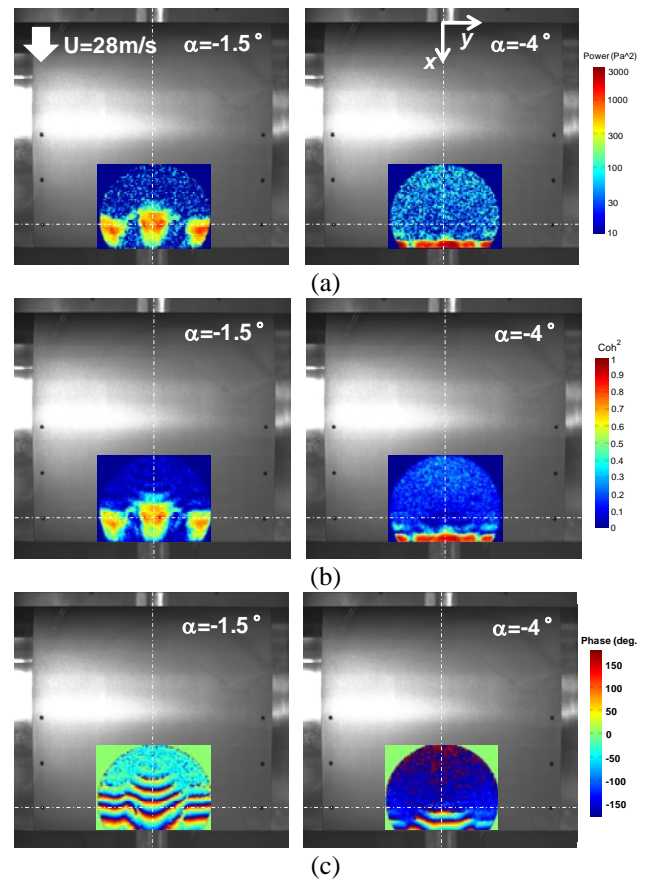 U=28m/s
α=-1.5°
α=-4°
y
x
Power (Pa^2)
3000
1000
300
100
30
10
(a)
α=-1.5°
α=-4°
Coh²
1
0.9
0.8
0.7
0.6
0.5
0.4
0.3
0.2
0.1
0
(b)
α=-1.5°
α=-4°
Phase (deg.
150
100
50
0
-50
-100
-150
(c)